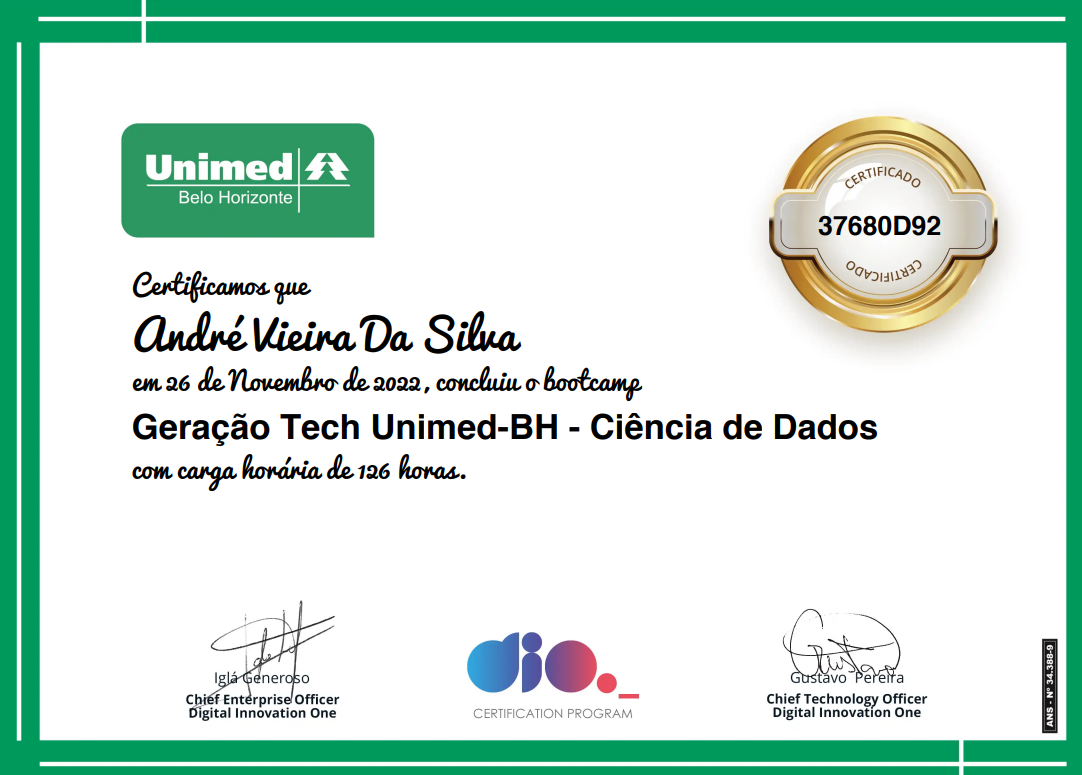 Unimed
Belo Horizonte
CERTIFICADO
37680D92
CERTIFICADO
Certificamos que
André Vieira Da Silva
em 26 de Novembro de 2022, concluiu o bootcamp
Geração Tech Unimed-BH - Ciência de Dados
com carga horária de 126 horas.
Iglá Generoso
Chief Enterprise Officer
Digital Innovation One
dio_
CERTIFICATION PROGRAM
Gustavo
Gustavo Pereira
Chief Technology Officer
Digital Innovation One
ANS - Nº 34.388-9